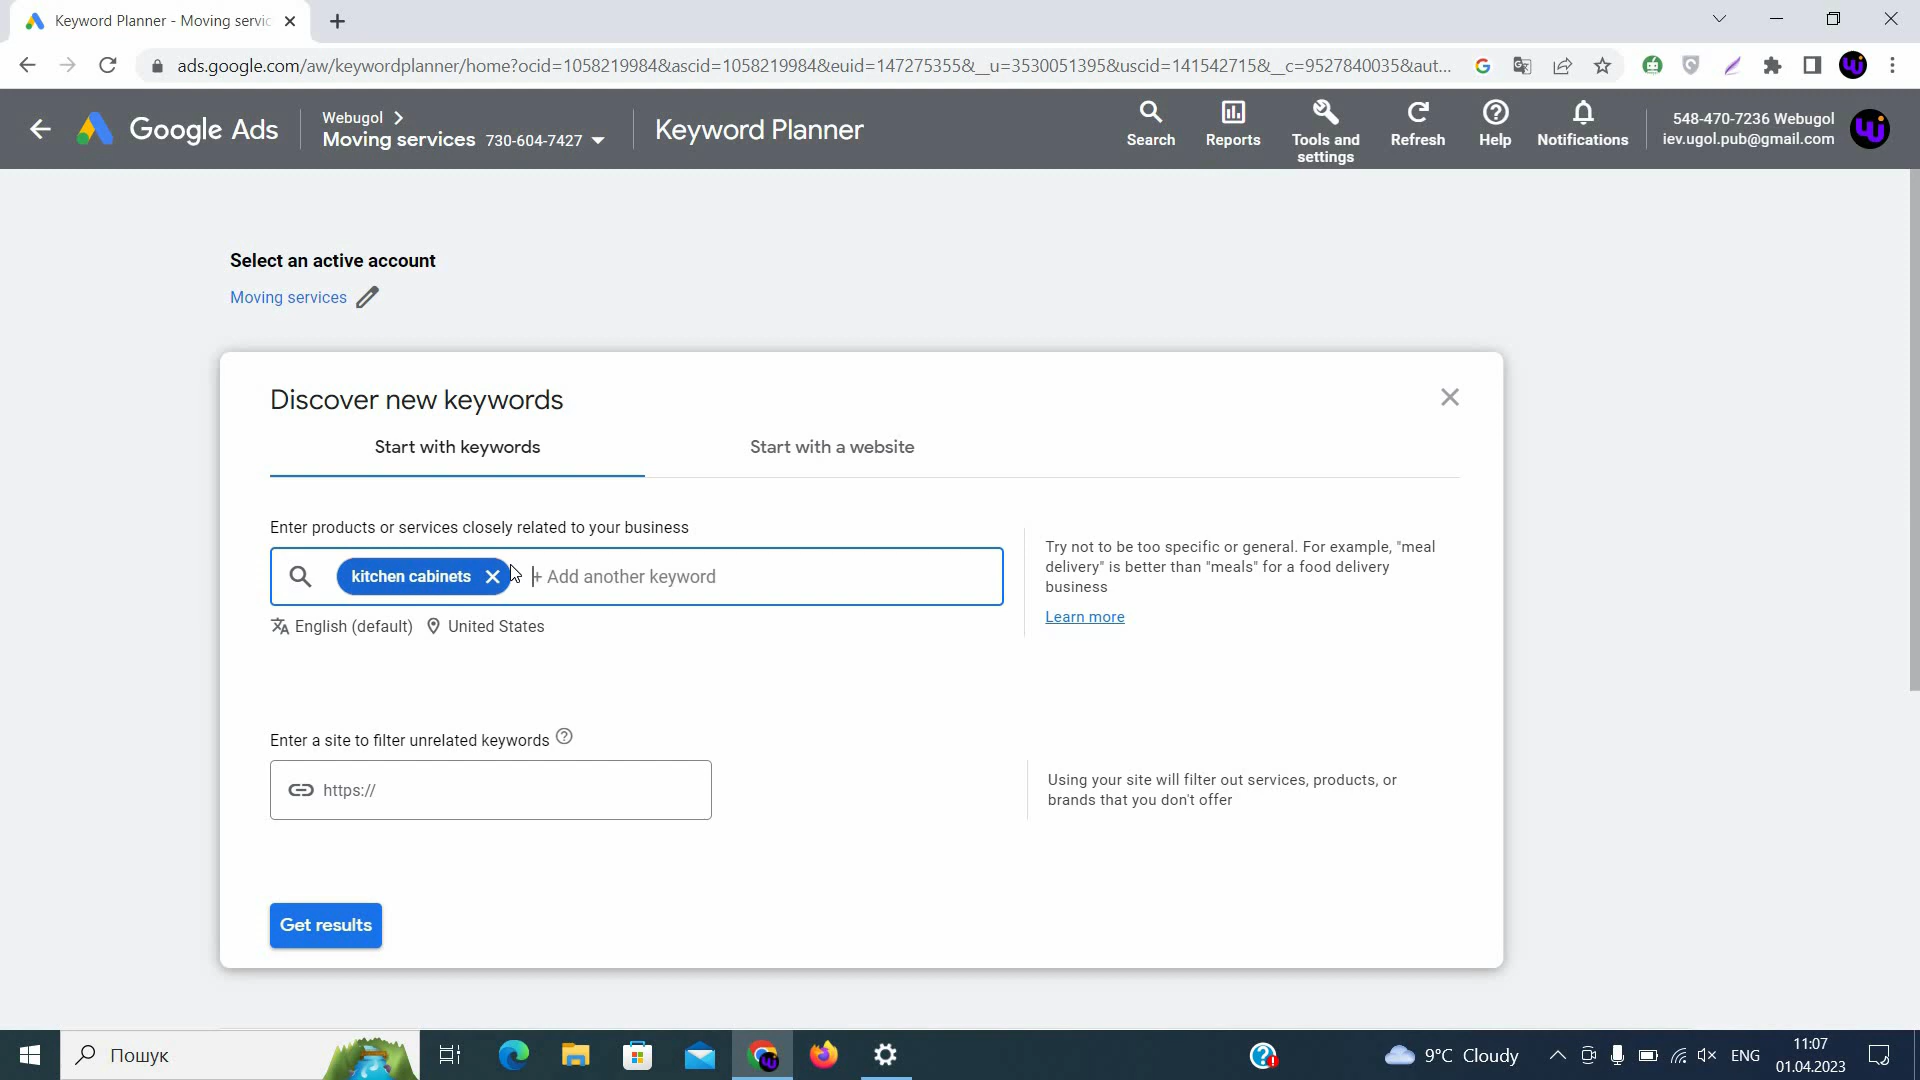 Keyword Planner - Moving servic
ads.google.com/aw/keywordplanner/home?ocid=1058219984&ascid=1058219984&euid=147275355&__u=3530051395&uscid=141542715&__c=9527840035&aut...
Google Ads
Webugol
Moving services 730-604-7427
Keyword Planner
Search
Reports
Tools and
settings
Refresh
Help
Notifications
548-470-7236 Webugol
iev.ugol.pub@gmail.com
Select an active account
Moving services
Discover new keywords
Start with keywords
Start with a website
Enter products or services closely related to your business
kitchen cabinets
+ Add another keyword
English (default)
United States
Try not to be too specific or general. For example, "meal
delivery" is better than "meals" for a food delivery
business
Learn more
Enter a site to filter unrelated keywords
https://
Using your site will filter out services, products, or
brands that you don't offer
Get results
Пошук
9°C Cloudy
ENG
11:07
01.04.2023